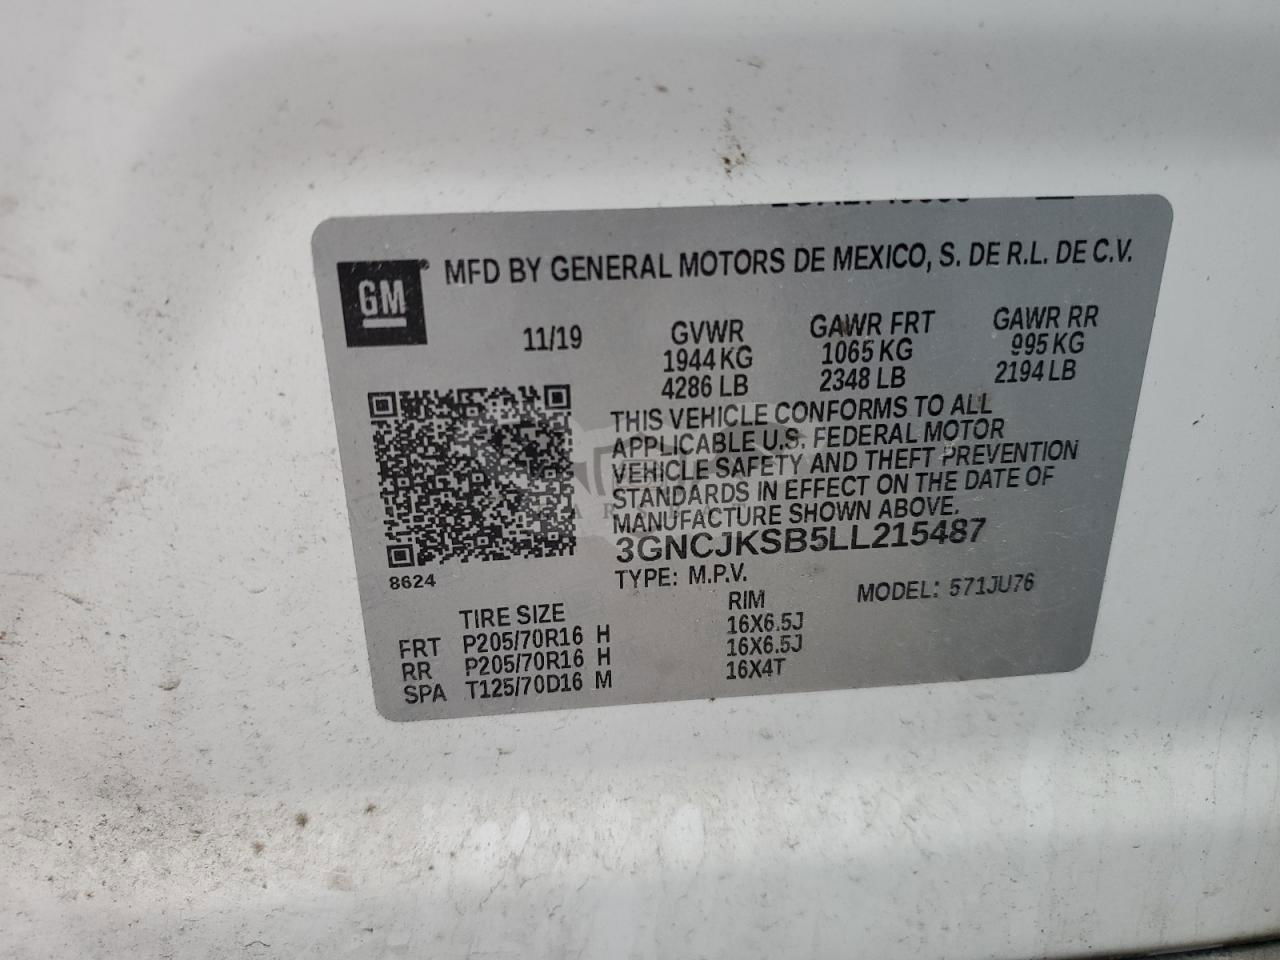 MFD BY GENERAL MOTORS DE MEXICO, S. DE R.L. DE C.V.
GM
11/19
GVWR
1944 KG
4286 LB
GAWR FRT
1065 KG
2348 LB
GAWR RR
995 KG
2194 LB
THIS VEHICLE CONFORMS TO ALL
APPLICABLE U.S. FEDERAL MOTOR
VEHICLE SAFETY AND THEFT PREVENTION
STANDARDS IN EFFECT ON THE DATE OF
MANUFACTURE SHOWN ABOVE.
3GNCJKSB5LL215487
8624
TYPE: M.P.V.
MODEL: 571JU76
TIRE SIZE RIM
FRT P205/70R16 H 16X6.5J
RR P205/70R16 H 16X6.5J
SPA T125/70D16 M 16X4T